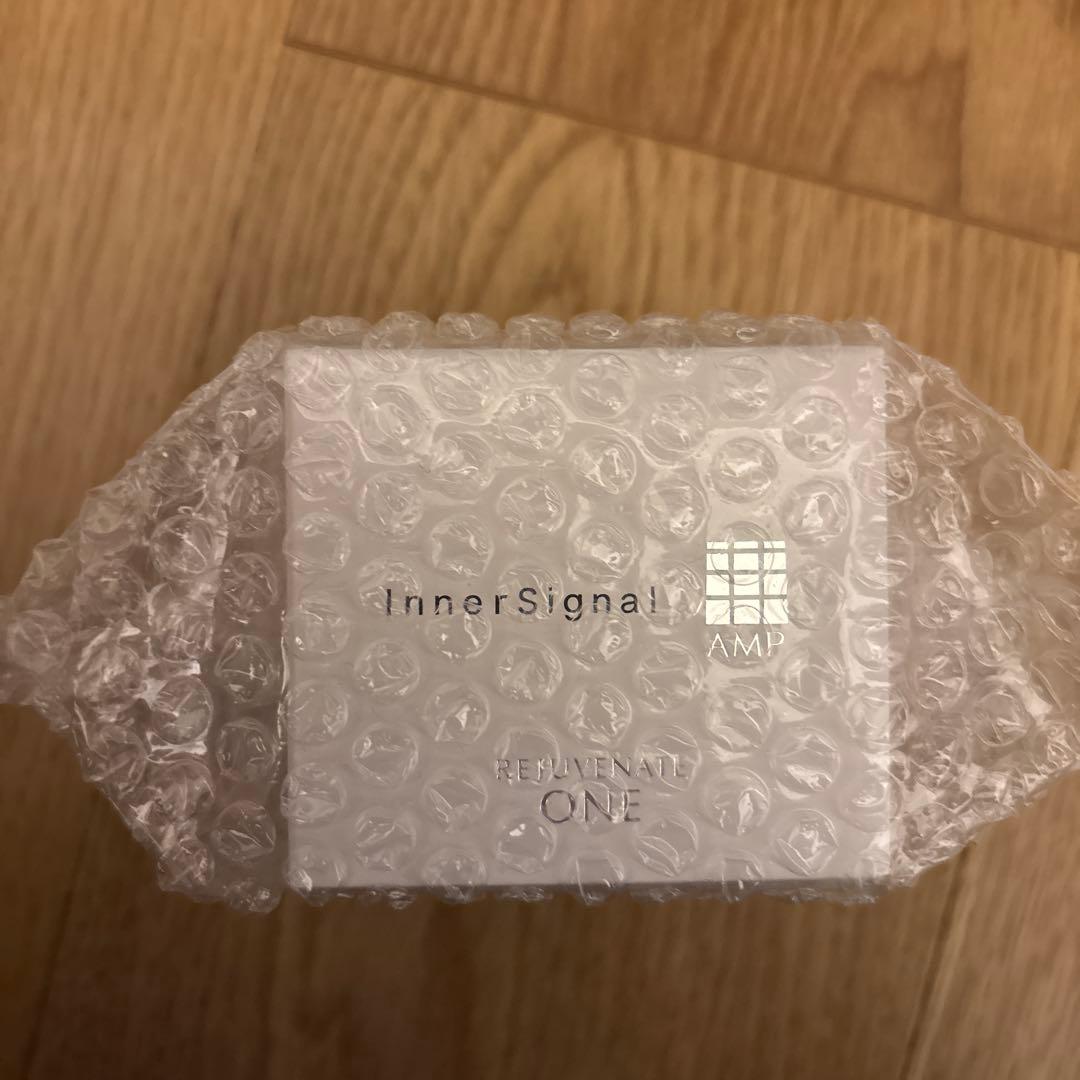 InnerSignal
AMP
REJUVENATE
ONE